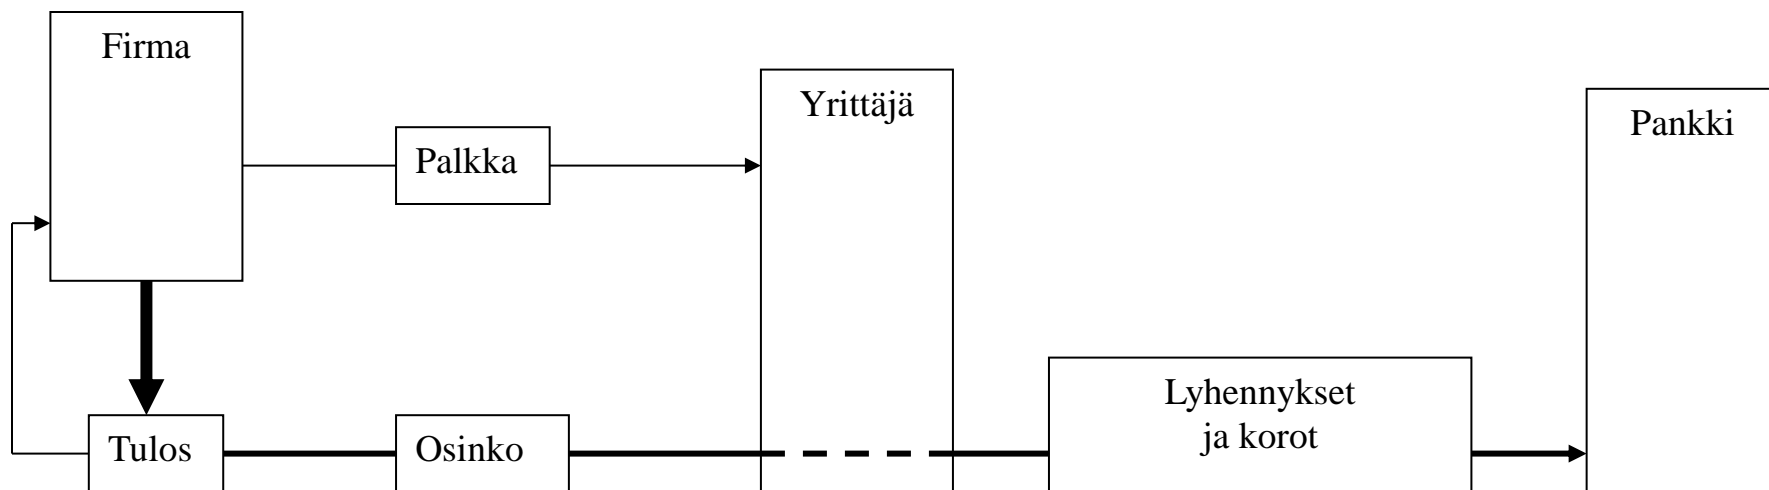 Firma
Yrittäjä
Pankki
Palkka
Lyhennykset
ja korot
Tulos
Osinko